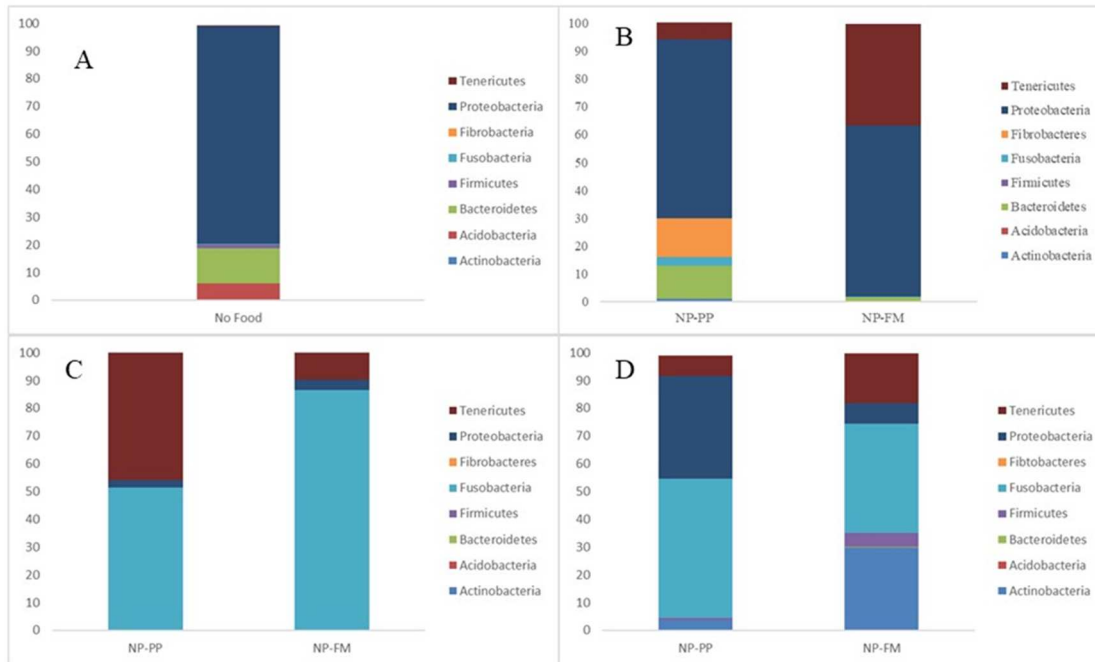 A
100
90
80
70
60
50
40
30
20
10
0
No Food
Tenericutes
Proteobacteria
Fibrobacteria
Fusobacteria
Firmicutes
Bacteroidetes
Acidobacteria
Actinobacteria
B
100
90
80
70
60
50
40
30
20
10
0
NP-PP NP-FM
Tenericutes
Proteobacteria
Fibrobacteres
Fusobacteria
Firmicutes
Bacteroidetes
Acidobacteria
Actinobacteria
C
100
90
80
70
60
50
40
30
20
10
0
NP-PP NP-FM
Tenericutes
Proteobacteria
Fibrobacteres
Fusobacteria
Firmicutes
Bacteroidetes
Acidobacteria
Actinobacteria
D
100
90
80
70
60
50
40
30
20
10
0
NP-PP NP-FM
Tenericutes
Proteobacteria
Fibtobacteres
Fusobacteria
Firmicutes
Bacteroidetes
Acidobacteria
Actinobacteria